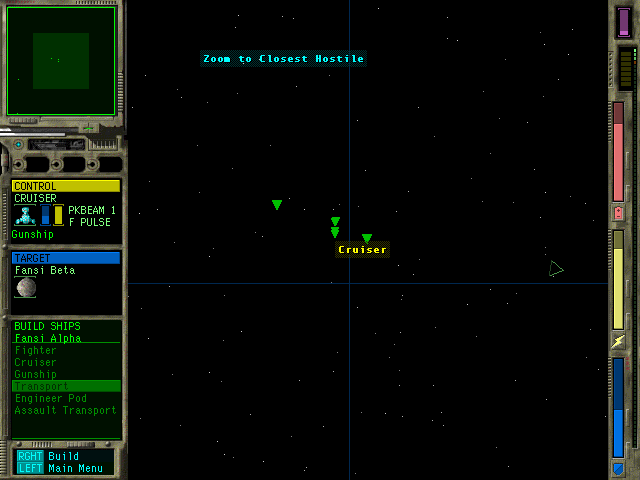 Zoom to Closest Hostile
CONTROL
CRUISER
PKBEAM 1
F PULSE
Gunship
Cruiser
TARGET
Fansi Beta
BUILD SHIPS
Fansi Alpha
Fighter
Cruiser
Gunship
Transport
Engineer Pod
Assault Transport
RGHT Build
LEFT Main Menu